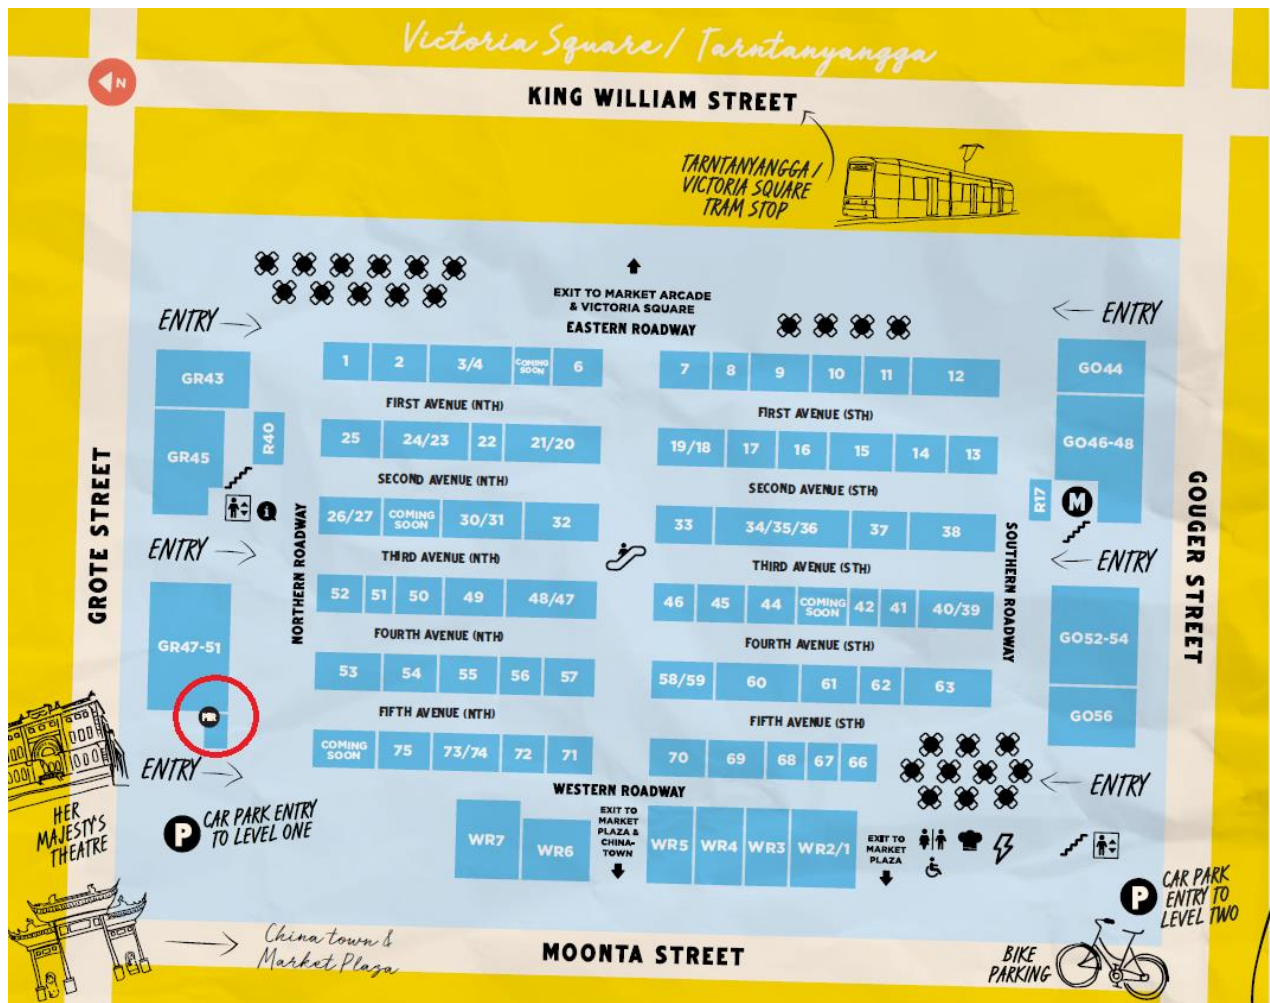 Victoria Square / Tarntanyangga
N
KING WILLIAM STREET
TARNTANYANGGA /
VICTORIA SQUARE
TRAM STOP
EXIT TO MARKET ARCADE
& VICTORIA SQUARE
EASTERN ROADWAY
ENTRY
ENTRY
GR43
1 2 3/4 COMING SOON 6
7 8 9 10 11 12
GO44
FIRST AVENUE (NTH)
FIRST AVENUE (STH)
GR45
R40
25 24/23 22 21/20
19/18 17 16 15 14 13
GO46-48
SECOND AVENUE (NTH)
SECOND AVENUE (STH)
R17
M
i
26/27 COMING SOON 30/31 32
33 34/35/36 37 38
ENTRY
THIRD AVENUE (NTH)
THIRD AVENUE (STH)
ENTRY
GROTE STREET
NORTHERN ROADWAY
SOUTHERN ROADWAY
GOUGER STREET
52 51 50 49 48/47
46 45 44 COMING SOON 42 41 40/39
GR47-51
GO52-54
FOURTH AVENUE (NTH)
FOURTH AVENUE (STH)
53 54 55 56 57
58/59 60 61 62 63
GO56
FIFTH AVENUE (NTH)
FIFTH AVENUE (STH)
COMING SOON 75 73/74 72 71
70 69 68 67 66
ENTRY
WESTERN ROADWAY
ENTRY
HER
MAJESTY'S
THEATRE
P
CAR PARK ENTRY
TO LEVEL ONE
WR7
WR6
EXIT TO
MARKET
PLAZA &
CHINA-
TOWN
WR5 WR4 WR3 WR2/1
EXIT TO
MARKET
PLAZA
P
CAR PARK
ENTRY TO
LEVEL TWO
China town &
Market Plaza
MOONTA STREET
BIKE
PARKING